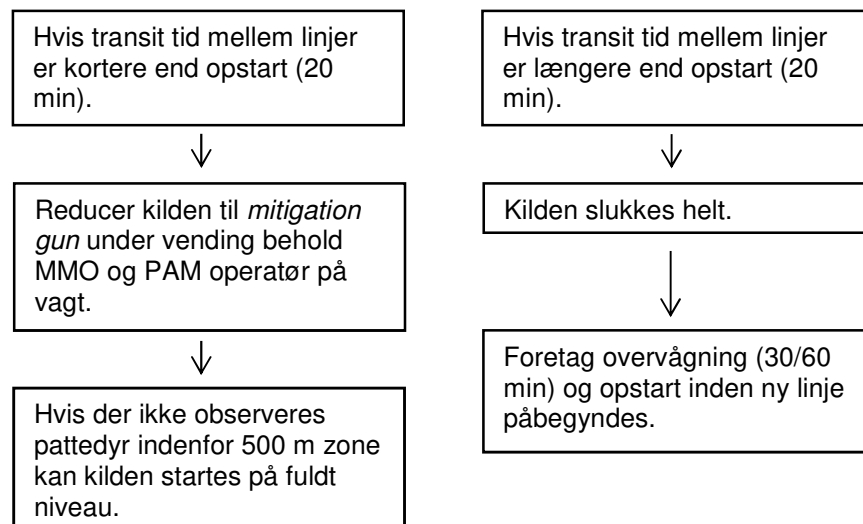 Hvis transit tid mellem linjer
er kortere end opstart (20
min).
Reducer kilden til mitigation
gun under vending behold
MMO og PAM operatør på
vagt.
Hvis der ikke observeres
pattedyr indenfor 500 m zone
kan kilden startes på fuldt
niveau.
Hvis transit tid mellem linjer
er længere end opstart (20
min).
Kilden slukkes helt.
Foretag overvågning (30/60
min) og opstart inden ny linje
påbegyndes.